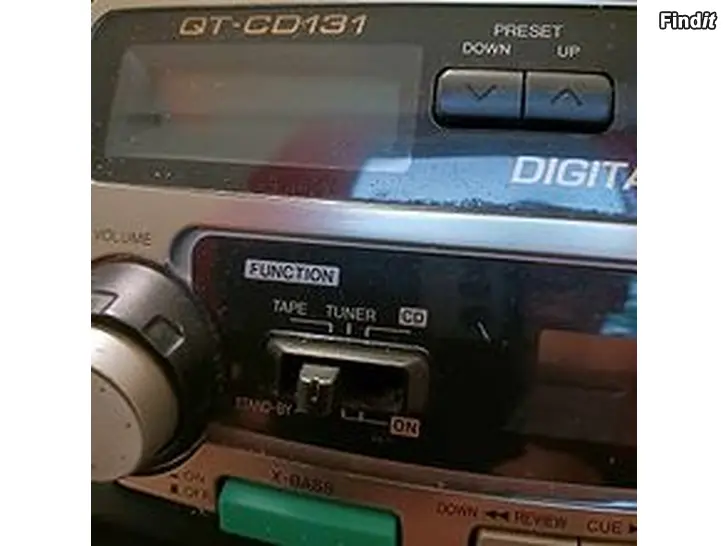 Findit
QT-CD131
PRESET
DOWN UP
DIGITA
VOLUME
FUNCTION
TAPE TUNER CD
STAND-BY
ON
ON
OFF
X-BASS
DOWN ◀◀ REVIEW CUE ▶